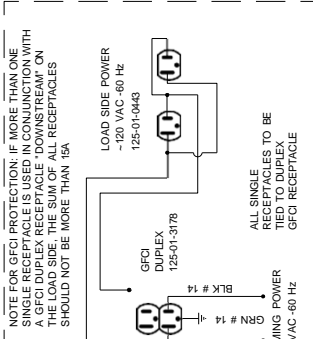 NOTE FOR GFCI PROTECTION: IF MORE THAN ONE
SINGLE RECEPTACLE IS USED IN CONJUNCTION WITH
A GFCI DUPLEX RECEPTACLE "DOWNSTREAM" ON
THE LOAD SIDE, THE SUM OF ALL RECEPTACLES
SHOULD NOT BE MORE THAN 15A
LOAD SIDE POWER
~120 VAC -60 Hz
125-01-0443
GFCI
DUPLEX
125-01-3178
ALL SINGLE
RECEPTACLES TO BE
TIED TO DUPLEX
GFCI RECEPTACLE
BLK # 14
GRN # 14
MING POWER
VAC -60 Hz